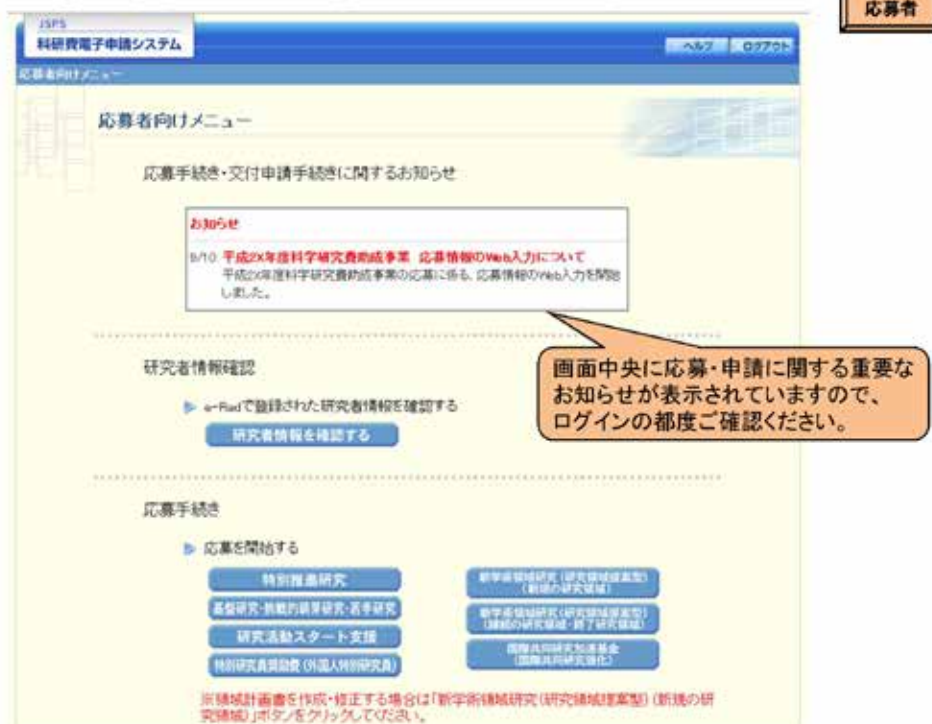 応募者
JSPS
科研費電子申請システム
ヘルプ
ログアウト
応募者向けメニュー
応募者向けメニュー
応募手続き・交付申請手続きに関するお知らせ
お知らせ
9/10 平成2X年度科学研究費助成事業 応募情報のWeb入力について
平成2X年度科学研究費助成事業の応募に係る、応募情報のWeb入力を開始
しました。
画面中央に応募・申請に関する重要な
お知らせが表示されていますので、
ログインの都度ご確認ください。
研究者情報確認
e-Radで登録された研究者情報を確認する
研究者情報を確認する
応募手続き
応募を開始する
特別推進研究
基盤研究・挑戦的萌芽研究・若手研究
研究活動スタート支援
特別研究員奨励費(外国人特別研究員)
新学術領域研究(研究領域提案型)
(新規の研究領域)
新学術領域研究(研究領域提案型)
(継続の研究領域・終了研究領域)
国際共同研究加速基金
(国際共同研究強化)
※領域計画書を作成・修正する場合は「新学術領域研究(研究領域提案型)(新規の研
究領域)」ボタンをクリックしてください。